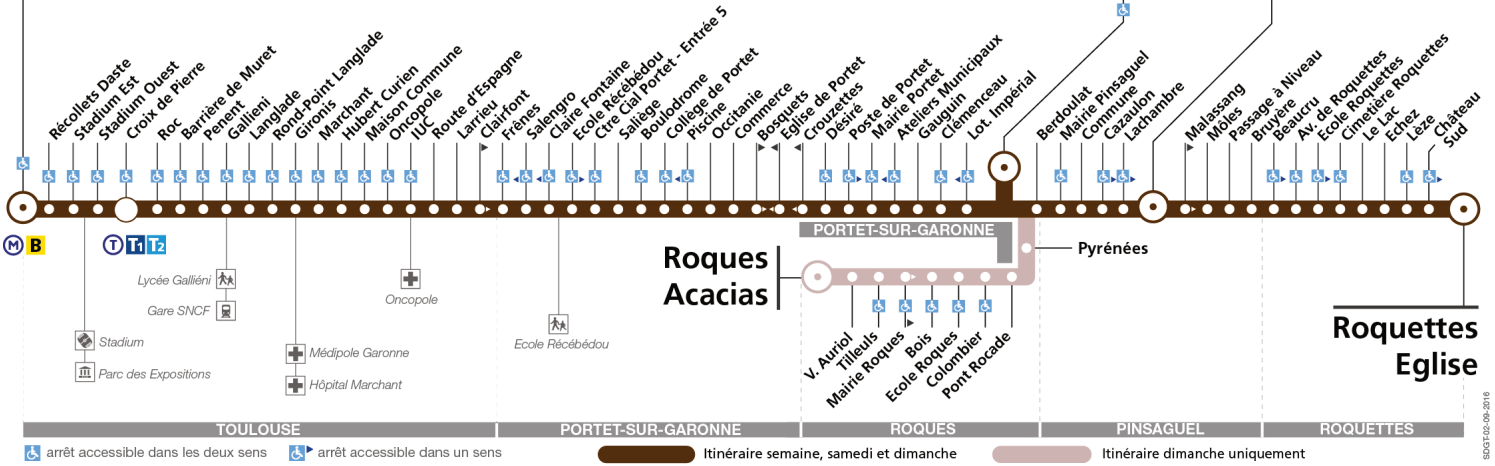 Récollets Daste
Stadium Est
Stadium Ouest
Croix de Pierre
Roc
Barrière de Muret
Penent
Galliéni
Langlade
Rond-Point Langlade
Gironis
Marchant
Hubert Curien
Maison Commune
Oncopole
IUC
Route d'Espagne
Larrieu
Clairfont
Frênes
Salengro
Claire Fontaine
Ecole Récébédou
Ctre Cial Portet - Entrée 5
Saliège
Boulodrome
Collège de Portet
Piscine
Occitanie
Commerce
Bosquets
Eglise de Portet
Crouzettes
Désiré
Poste de Portet
Mairie Portet
Ateliers Municipaux
Gauguin
Clémenceau
Lot. Impérial
Berdoulat
Mairie Pinsaguel
Commune
Cazaulon
Lachambre
Malassang
Môles
Passage à Niveau
Bruyère
Beaucru
Av. de Roquettes
Ecole Roquettes
Cimetière Roquettes
Le Lac
Echez
Lèze
Château
Sud
M B
T T1 T2
PORTET-SUR-GARONNE
Pyrénées
Roques
Acacias
Lycée Galliéni
Gare SNCF
Oncopole
Stadium
Parc des Expositions
Médipole Garonne
Hôpital Marchant
Ecole Récébédou
V. Auriol
Tilleuls
Mairie Roques
Bois
Ecole Roques
Colombier
Pont Rocade
Roquettes
Eglise
TOULOUSE
PORTET-SUR-GARONNE
ROQUES
PINSAGUEL
ROQUETTES
arrêt accessible dans les deux sens
arrêt accessible dans un sens
Itinéraire semaine, samedi et dimanche
Itinéraire dimanche uniquement
SDGT-02-09-2016